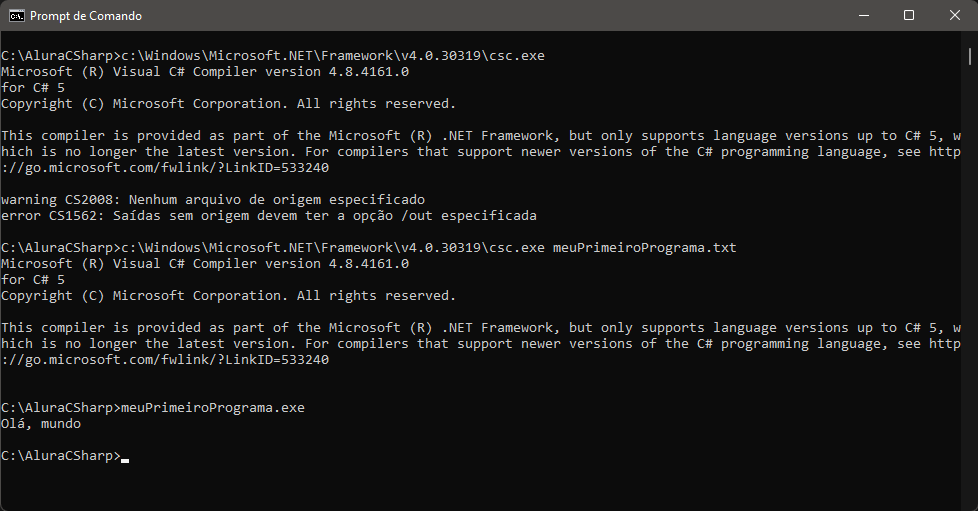 Prompt de Comando
C:\AluraCSharp>c:\Windows\Microsoft.NET\Framework\v4.0.30319\csc.exe
Microsoft (R) Visual C# Compiler version 4.8.4161.0
for C# 5
Copyright (C) Microsoft Corporation. All rights reserved.
This compiler is provided as part of the Microsoft (R) .NET Framework, but only supports language versions up to C# 5, w
hich is no longer the latest version. For compilers that support newer versions of the C# programming language, see http
://go.microsoft.com/fwlink/?LinkID=533240
warning CS2008: Nenhum arquivo de origem especificado
error CS1562: Saídas sem origem devem ter a opção /out especificada
C:\AluraCSharp>c:\Windows\Microsoft.NET\Framework\v4.0.30319\csc.exe meuPrimeiroPrograma.txt
Microsoft (R) Visual C# Compiler version 4.8.4161.0
for C# 5
Copyright (C) Microsoft Corporation. All rights reserved.
This compiler is provided as part of the Microsoft (R) .NET Framework, but only supports language versions up to C# 5, w
hich is no longer the latest version. For compilers that support newer versions of the C# programming language, see http
://go.microsoft.com/fwlink/?LinkID=533240
C:\AluraCSharp>meuPrimeiroPrograma.exe
Olá, mundo
C:\AluraCSharp>